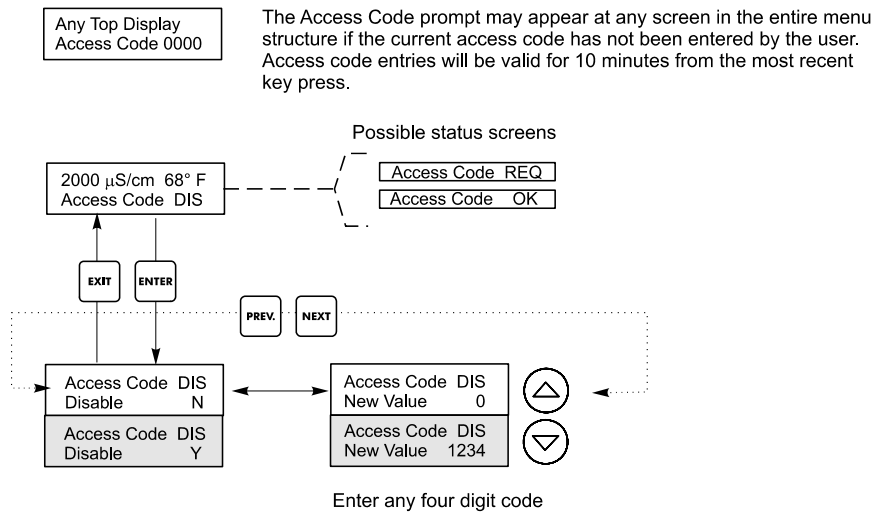 Any Top Display
Access Code 0000
The Access Code prompt may appear at any screen in the entire menu
structure if the current access code has not been entered by the user.
Access code entries will be valid for 10 minutes from the most recent
key press.
Possible status screens
2000 µS/cm 68° F
Access Code DIS
Access Code REQ
Access Code OK
EXIT
ENTER
PREV.
NEXT
Access Code DIS
Disable N
Access Code DIS
Disable Y
Access Code DIS
New Value 0
Access Code DIS
New Value 1234
Enter any four digit code